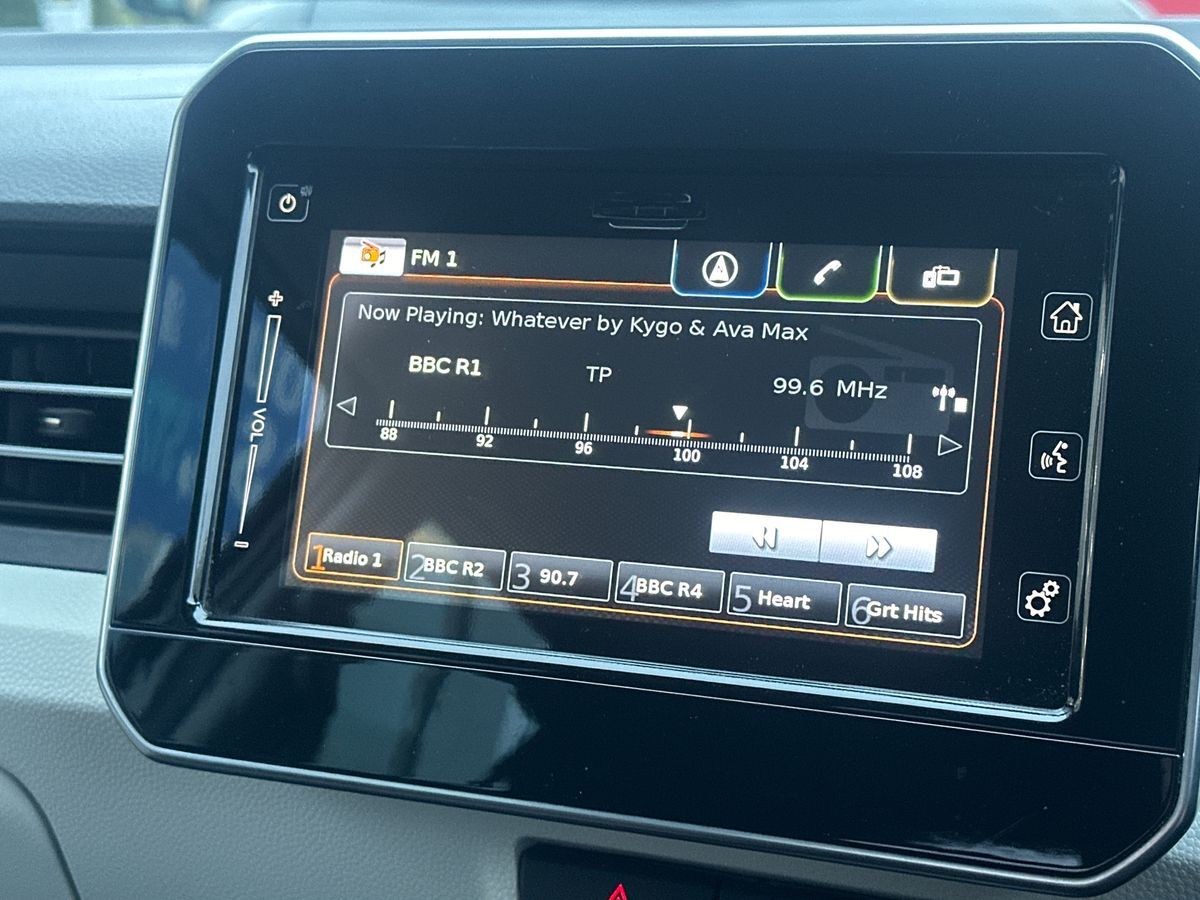 FM 1
Now Playing: Whatever by Kygo & Ava Max
BBC R1 TP 99.6 MHz
88 92 96 100 104 108
VOL
1 Radio 1 2 BBC R2 3 90.7 4 BBC R4 5 Heart 6 Grt Hits